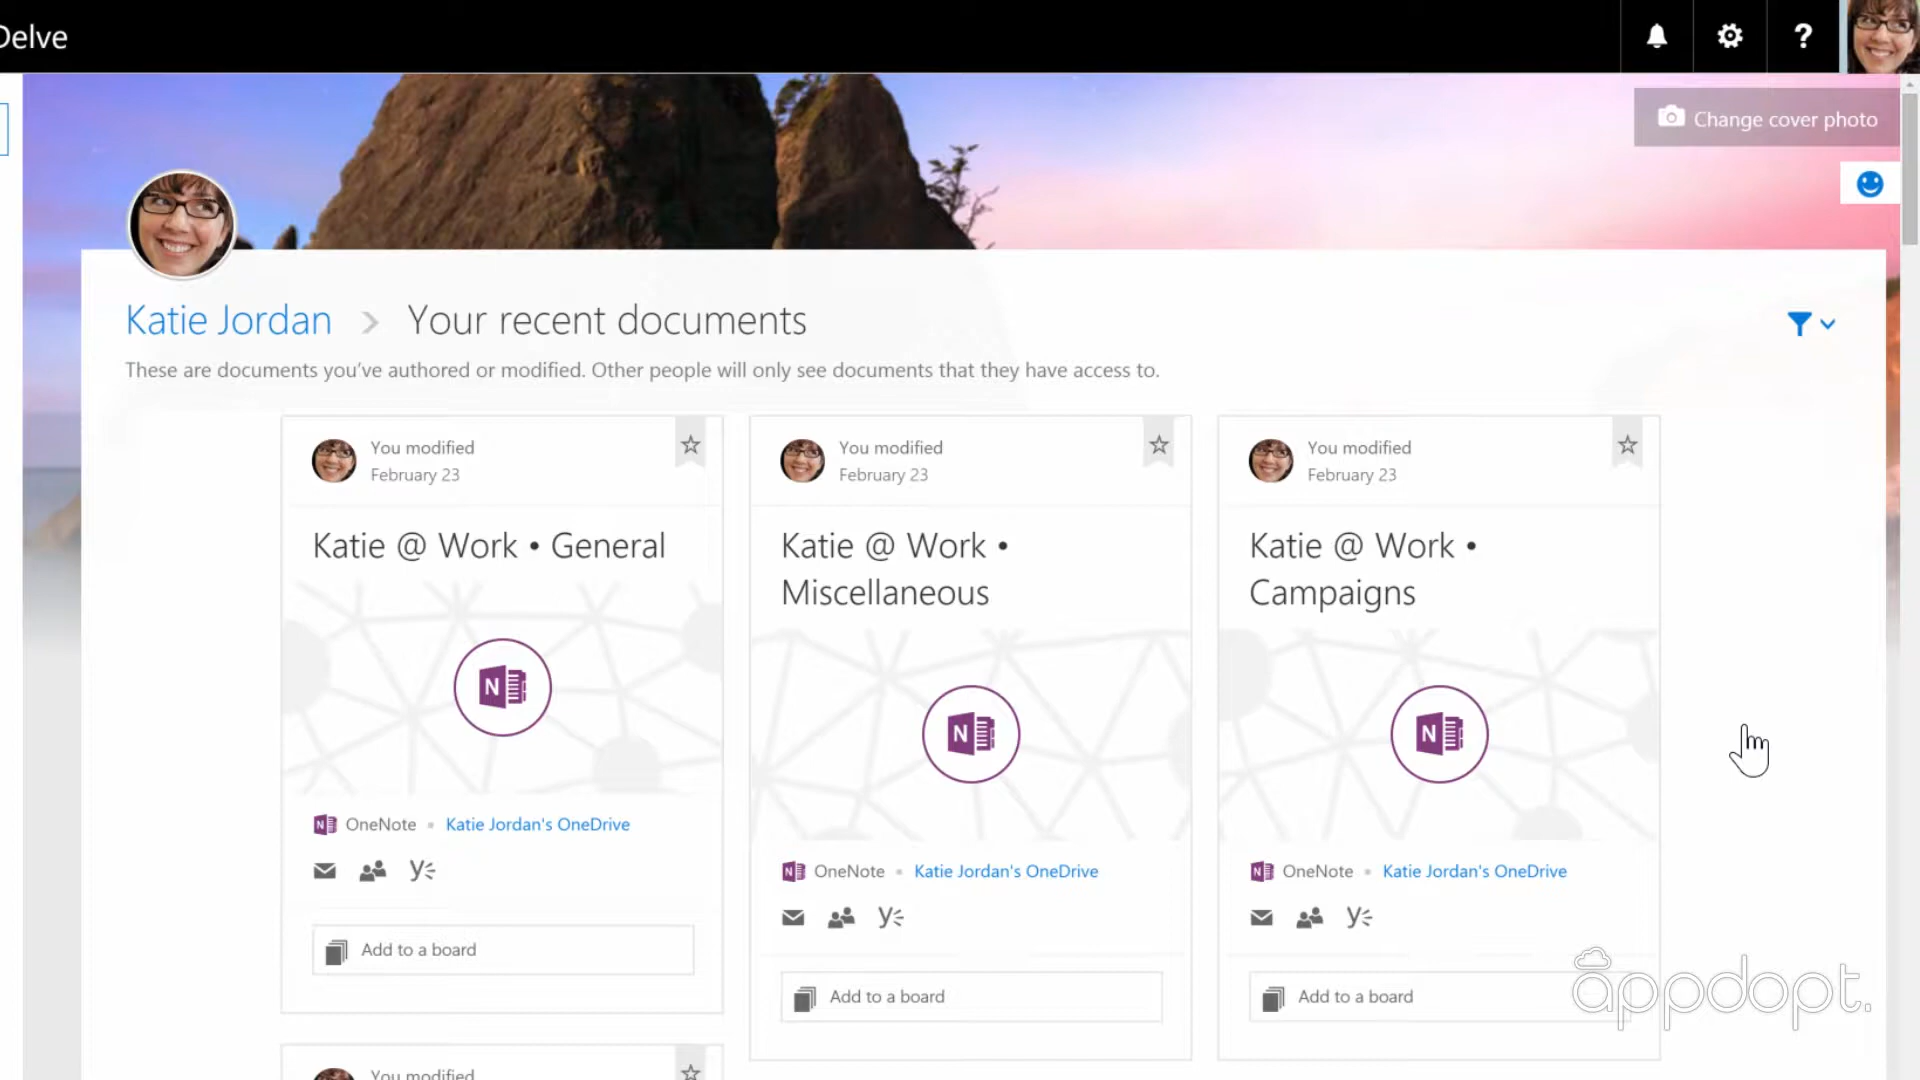 Delve
?
Change cover photo
Katie Jordan > Your recent documents
These are documents you've authored or modified. Other people will only see documents that they have access to.
You modified
February 23
Katie @ Work • General
N
N OneNote • Katie Jordan's OneDrive
Add to a board
You modified
February 23
Katie @ Work •
Miscellaneous
N
N OneNote • Katie Jordan's OneDrive
Add to a board
You modified
February 23
Katie @ Work •
Campaigns
N
N OneNote • Katie Jordan's OneDrive
Add to a board
You modified
appdopt.